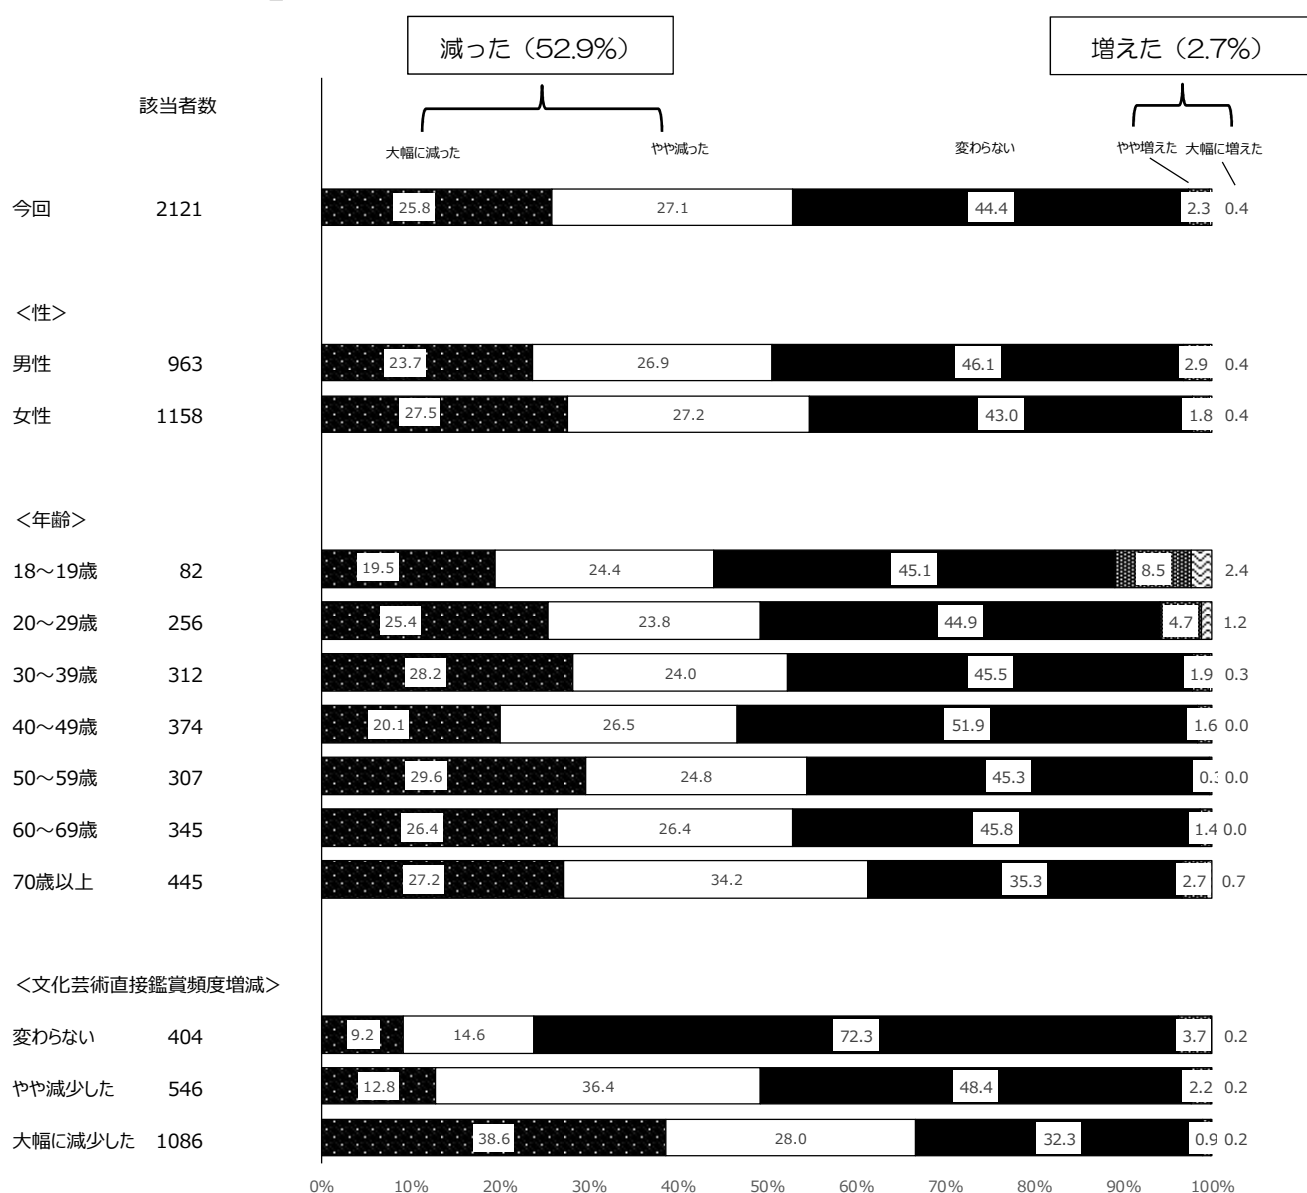 減った（52.9%） 増えた（2.7%）
該当者数
大幅に減った やや減った 変わらない やや増えた 大幅に増えた
今回 2121 25.8 27.1 44.4 2.3 0.4
＜性＞
男性 963 23.7 26.9 46.1 2.9 0.4
女性 1158 27.5 27.2 43.0 1.8 0.4
＜年齢＞
18～19歳 82 19.5 24.4 45.1 8.5 2.4
20～29歳 256 25.4 23.8 44.9 4.7 1.2
30～39歳 312 28.2 24.0 45.5 1.9 0.3
40～49歳 374 20.1 26.5 51.9 1.6 0.0
50～59歳 307 29.6 24.8 45.3 0.3 0.0
60～69歳 345 26.4 26.4 45.8 1.4 0.0
70歳以上 445 27.2 34.2 35.3 2.7 0.7
＜文化芸術直接鑑賞頻度増減＞
変わらない 404 9.2 14.6 72.3 3.7 0.2
やや減少した 546 12.8 36.4 48.4 2.2 0.2
大幅に減少した 1086 38.6 28.0 32.3 0.9 0.2
0% 10% 20% 30% 40% 50% 60% 70% 80% 90% 100%